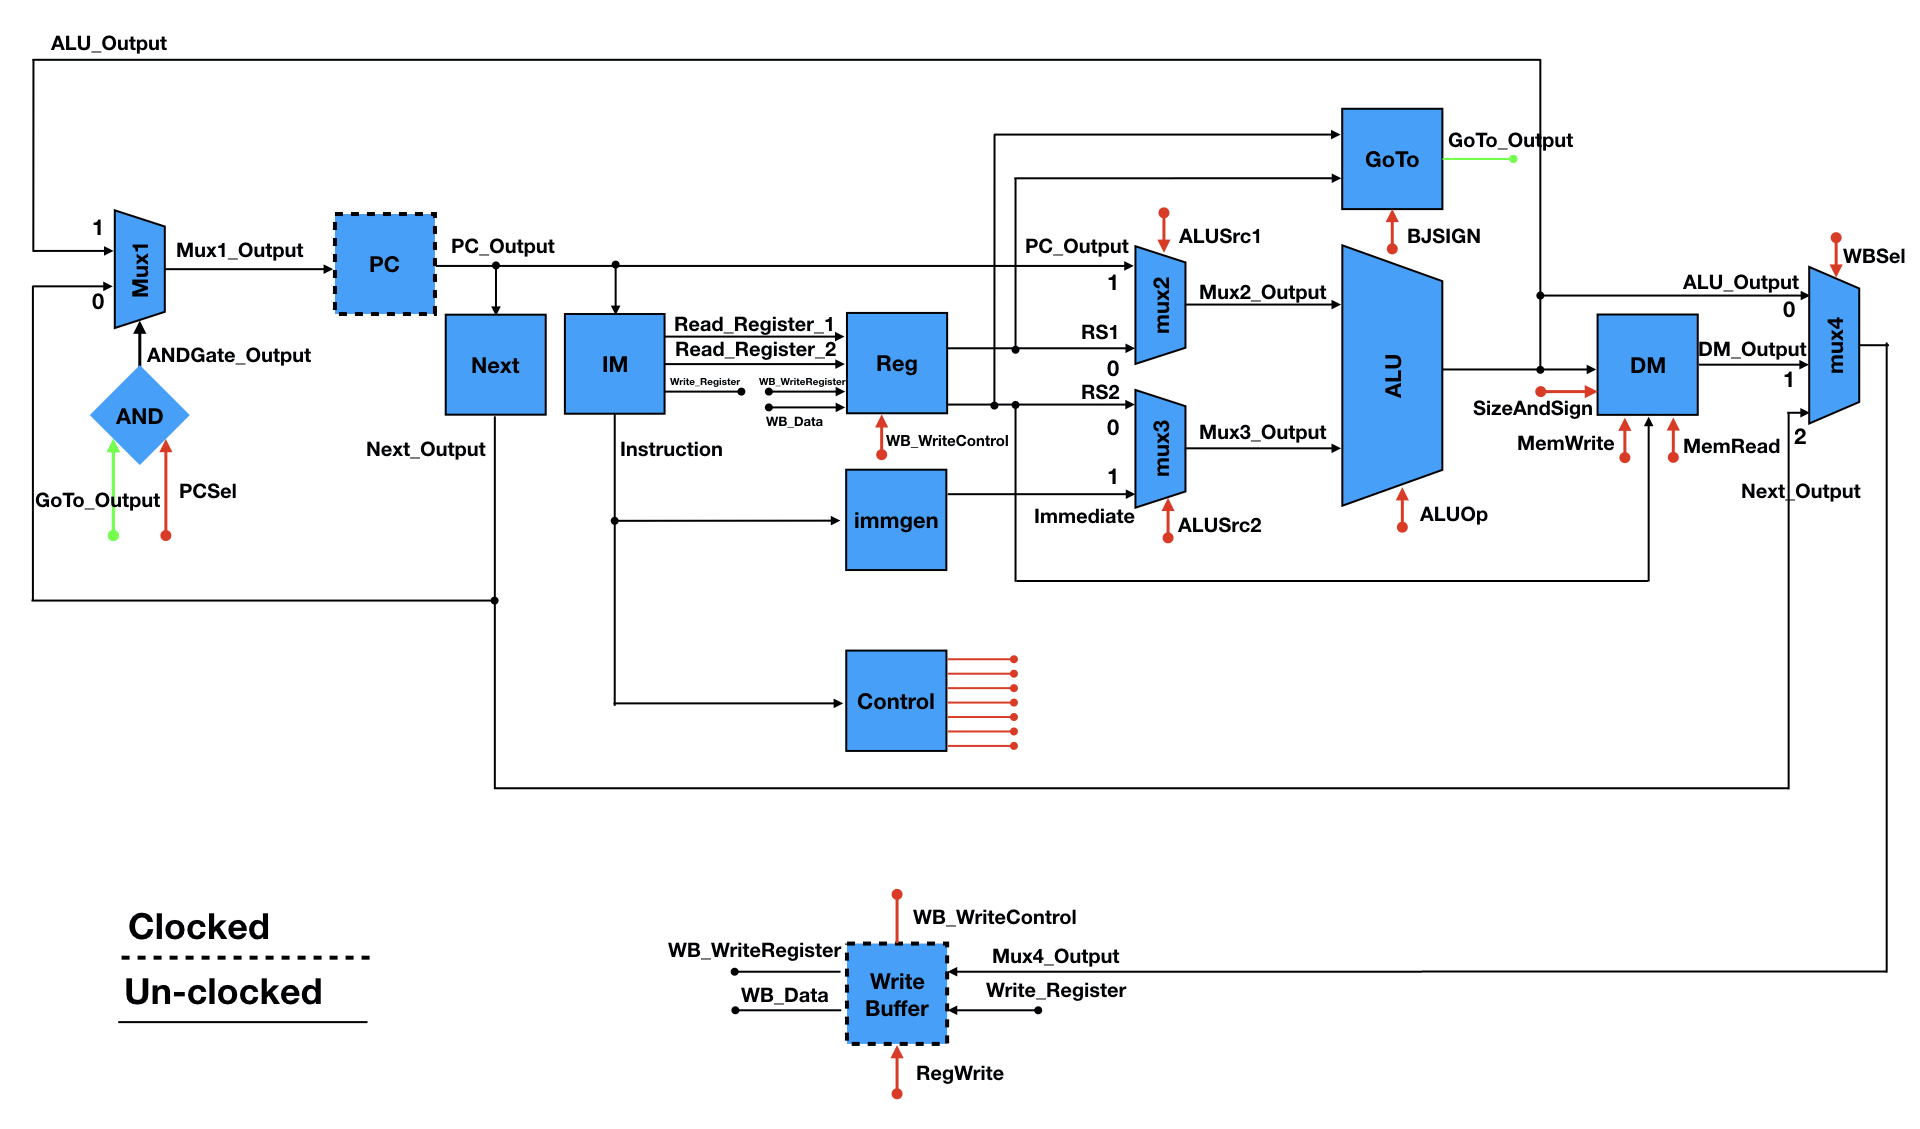 ALU_Output
GoTo
GoTo_Output
1
Mux1_Output
Mux1
0
PC
PC_Output
PC_Output
1
ALUSrc1
BJSIGN
WBSel
ALU_Output
0
mux2
Mux2_Output
mux4
ANDGate_Output
Next
IM
Read_Register_1
Read_Register_2
Write_Register
WB_WriteRegister
WB_Data
Reg
RS1
0
RS2
0
ALU
DM
DM_Output
1
SizeAndSign
AND
Next_Output
Instruction
WB_WriteControl
mux3
Mux3_Output
1
MemWrite
MemRead
2
GoTo_Output
PCSel
immgen
Immediate
ALUSrc2
ALUOp
Next_Output
Control
Clocked
Un-clocked
WB_WriteControl
WB_WriteRegister
WB_Data
Write
Buffer
Mux4_Output
Write_Register
RegWrite